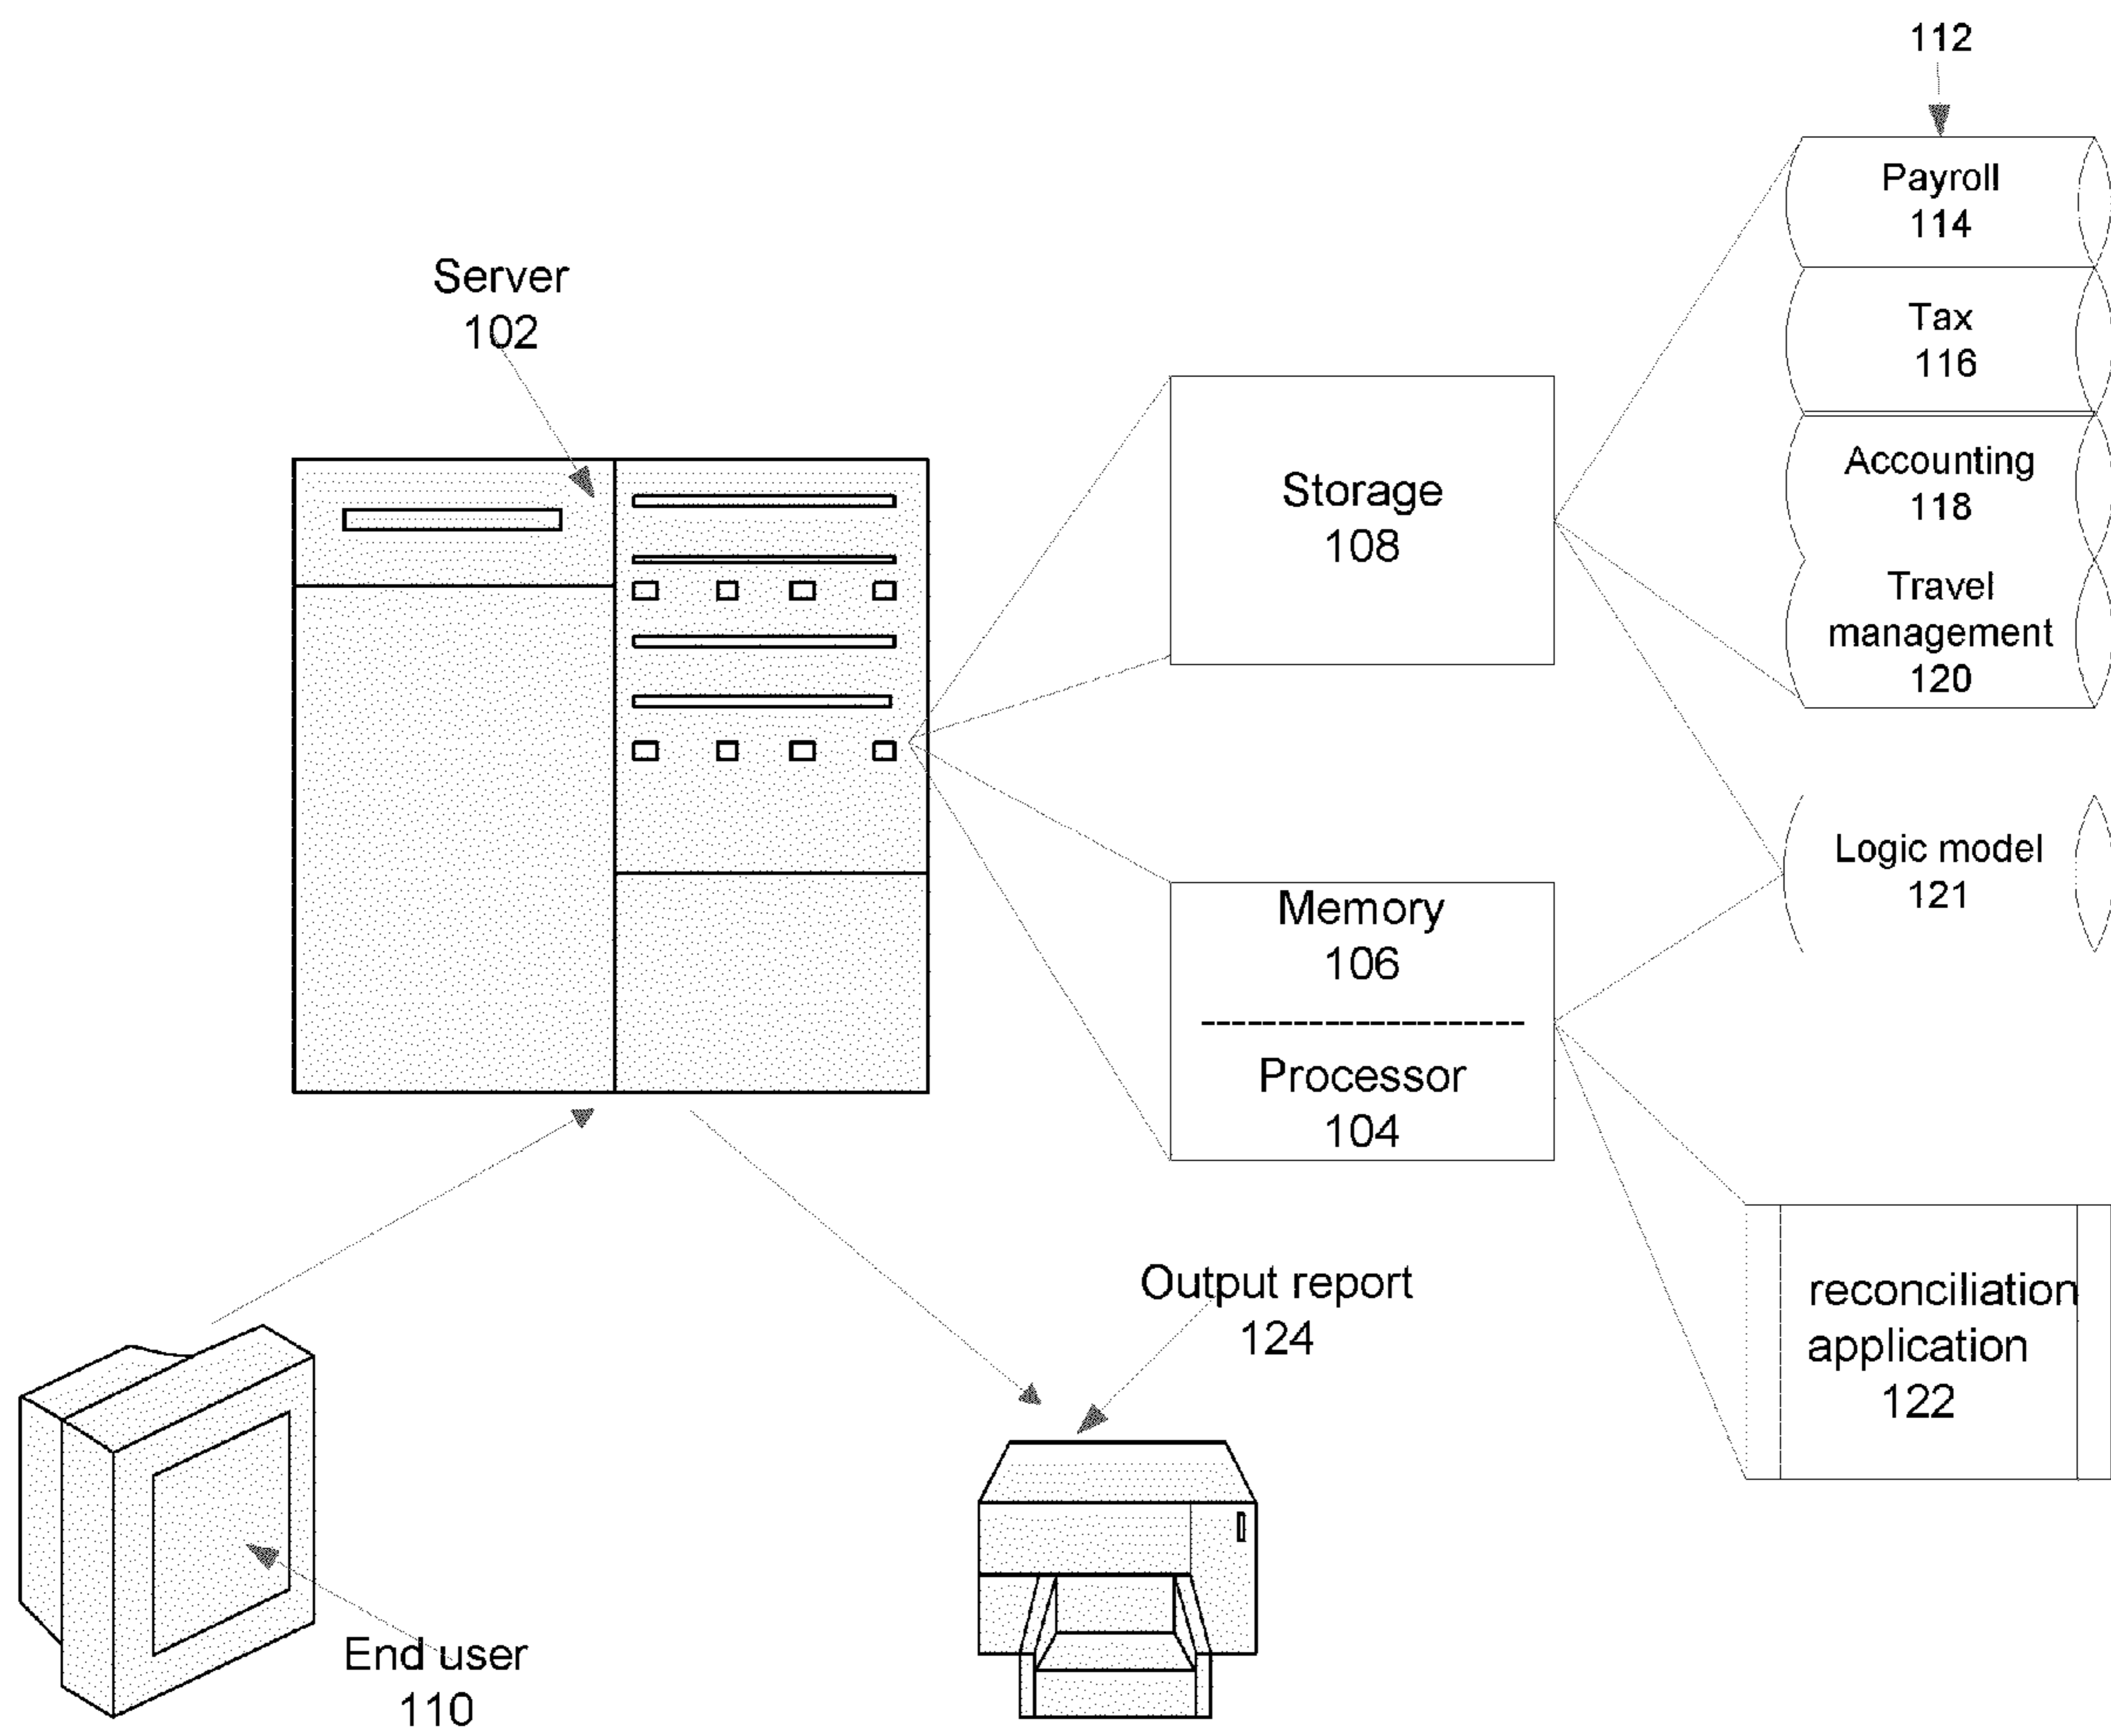 112
Payroll
114
Tax
116
Accounting
118
Travel
management
120
Server
102
Storage
108
Logic model
121
Memory
106
Processor
104
reconciliation
application
122
Output report
124
End user
110